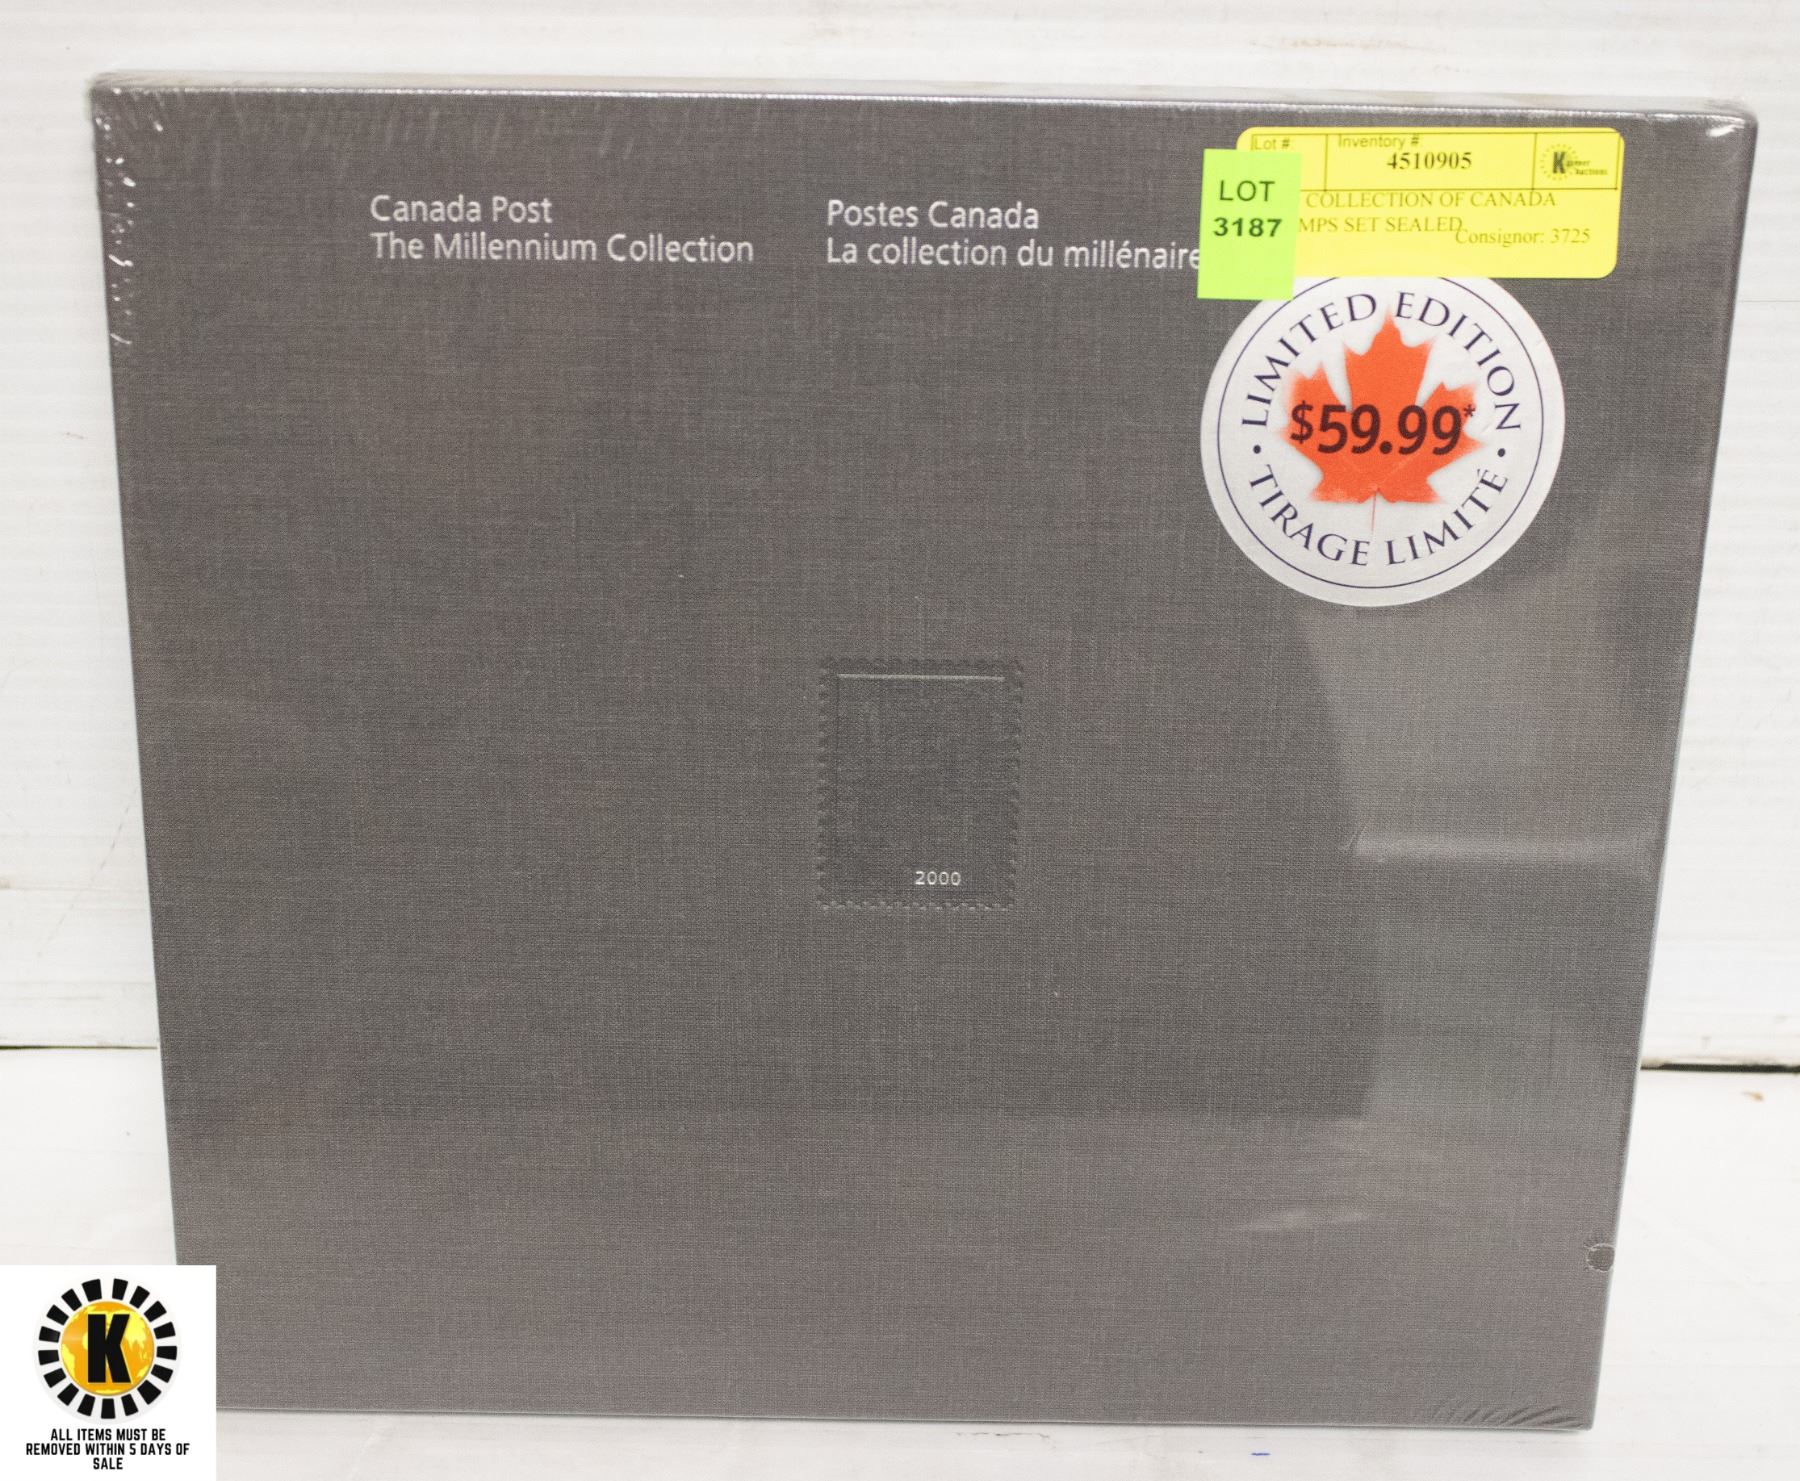 Canada Post
The Millennium Collection
Postes Canada
La collection du millénaire
LOT
3187
Lot #
Inventory #
4510905
COLLECTION OF CANADA
MPS SET SEALED
Consignor: 3725
LIMITED EDITION
$59.99*
TIRAGE LIMITÉ
2000
K
ALL ITEMS MUST BE
REMOVED WITHIN 5 DAYS OF
SALE